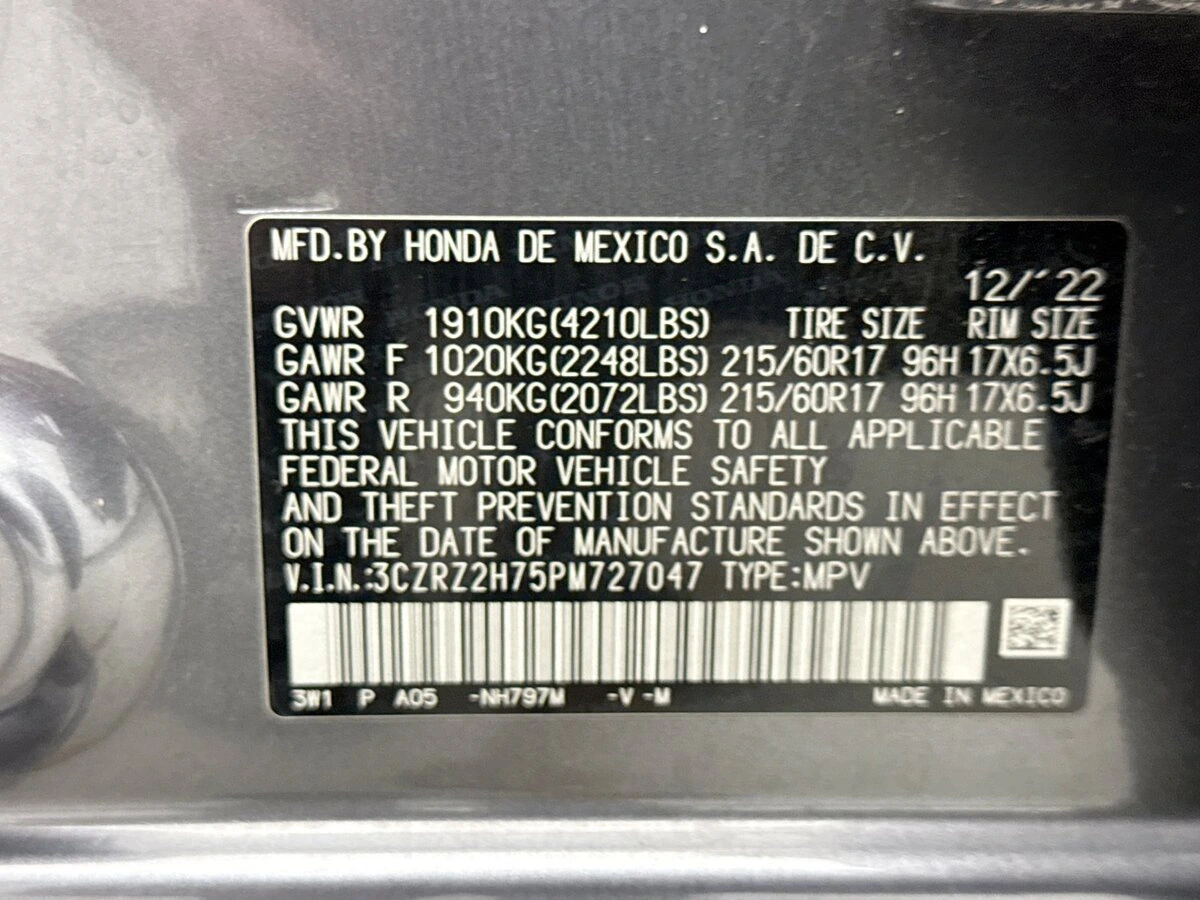 MFD.BY HONDA DE MEXICO S.A. DE C.V.
12/'22
GVWR 1910KG(4210LBS) TIRE SIZE RIM SIZE
GAWR F 1020KG(2248LBS) 215/60R17 96H 17X6.5J
GAWR R 940KG(2072LBS) 215/60R17 96H 17X6.5J
THIS VEHICLE CONFORMS TO ALL APPLICABLE
FEDERAL MOTOR VEHICLE SAFETY
AND THEFT PREVENTION STANDARDS IN EFFECT
ON THE DATE OF MANUFACTURE SHOWN ABOVE.
V.I.N.:3CZRZ2H75PM727047 TYPE:MPV
3W1 P A05 -NH797M -V -M MADE IN MEXICO